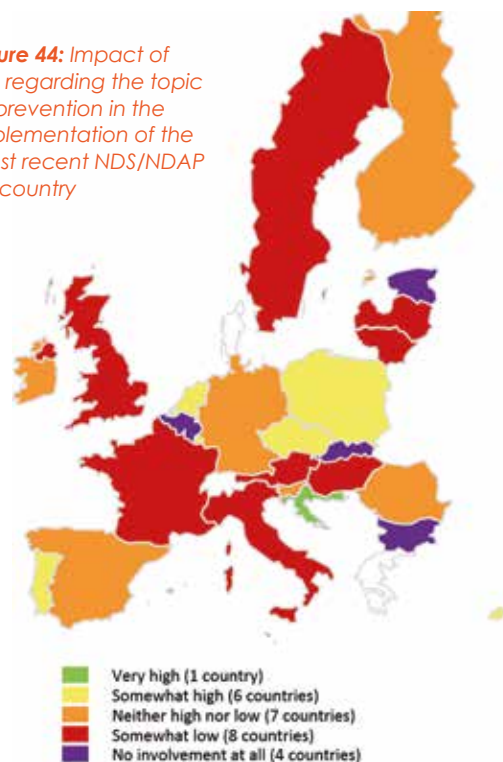 ure 44: Impact of
regarding the topic
prevention in the
plementation of the
st recent NDS/NDAP
country
Very high (1 country)
Somewhat high (6 countries)
Neither high nor low (7 countries)
Somewhat low (8 countries)
No involvement at all (4 countries)